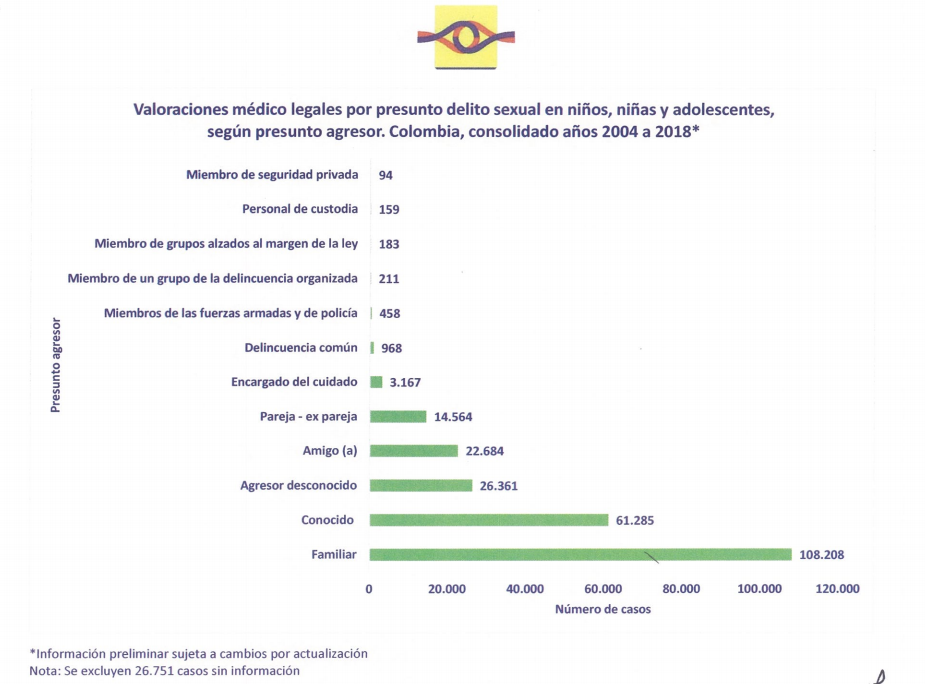 Valoraciones médico legales por presunto delito sexual en niños, niñas y adolescentes,
según presunto agresor. Colombia, consolidado años 2004 a 2018*
Presunto agresor
Miembro de seguridad privada 94
Personal de custodia 159
Miembro de grupos alzados al margen de la ley 183
Miembro de un grupo de la delincuencia organizada 211
Miembros de las fuerzas armadas y de policía 458
Delincuencia común 968
Encargado del cuidado 3.167
Pareja - ex pareja 14.564
Amigo (a) 22.684
Agresor desconocido 26.361
Conocido 61.285
Familiar 108.208
0 20.000 40.000 60.000 80.000 100.000 120.000
Número de casos
*Información preliminar sujeta a cambios por actualización
Nota: Se excluyen 26.751 casos sin información